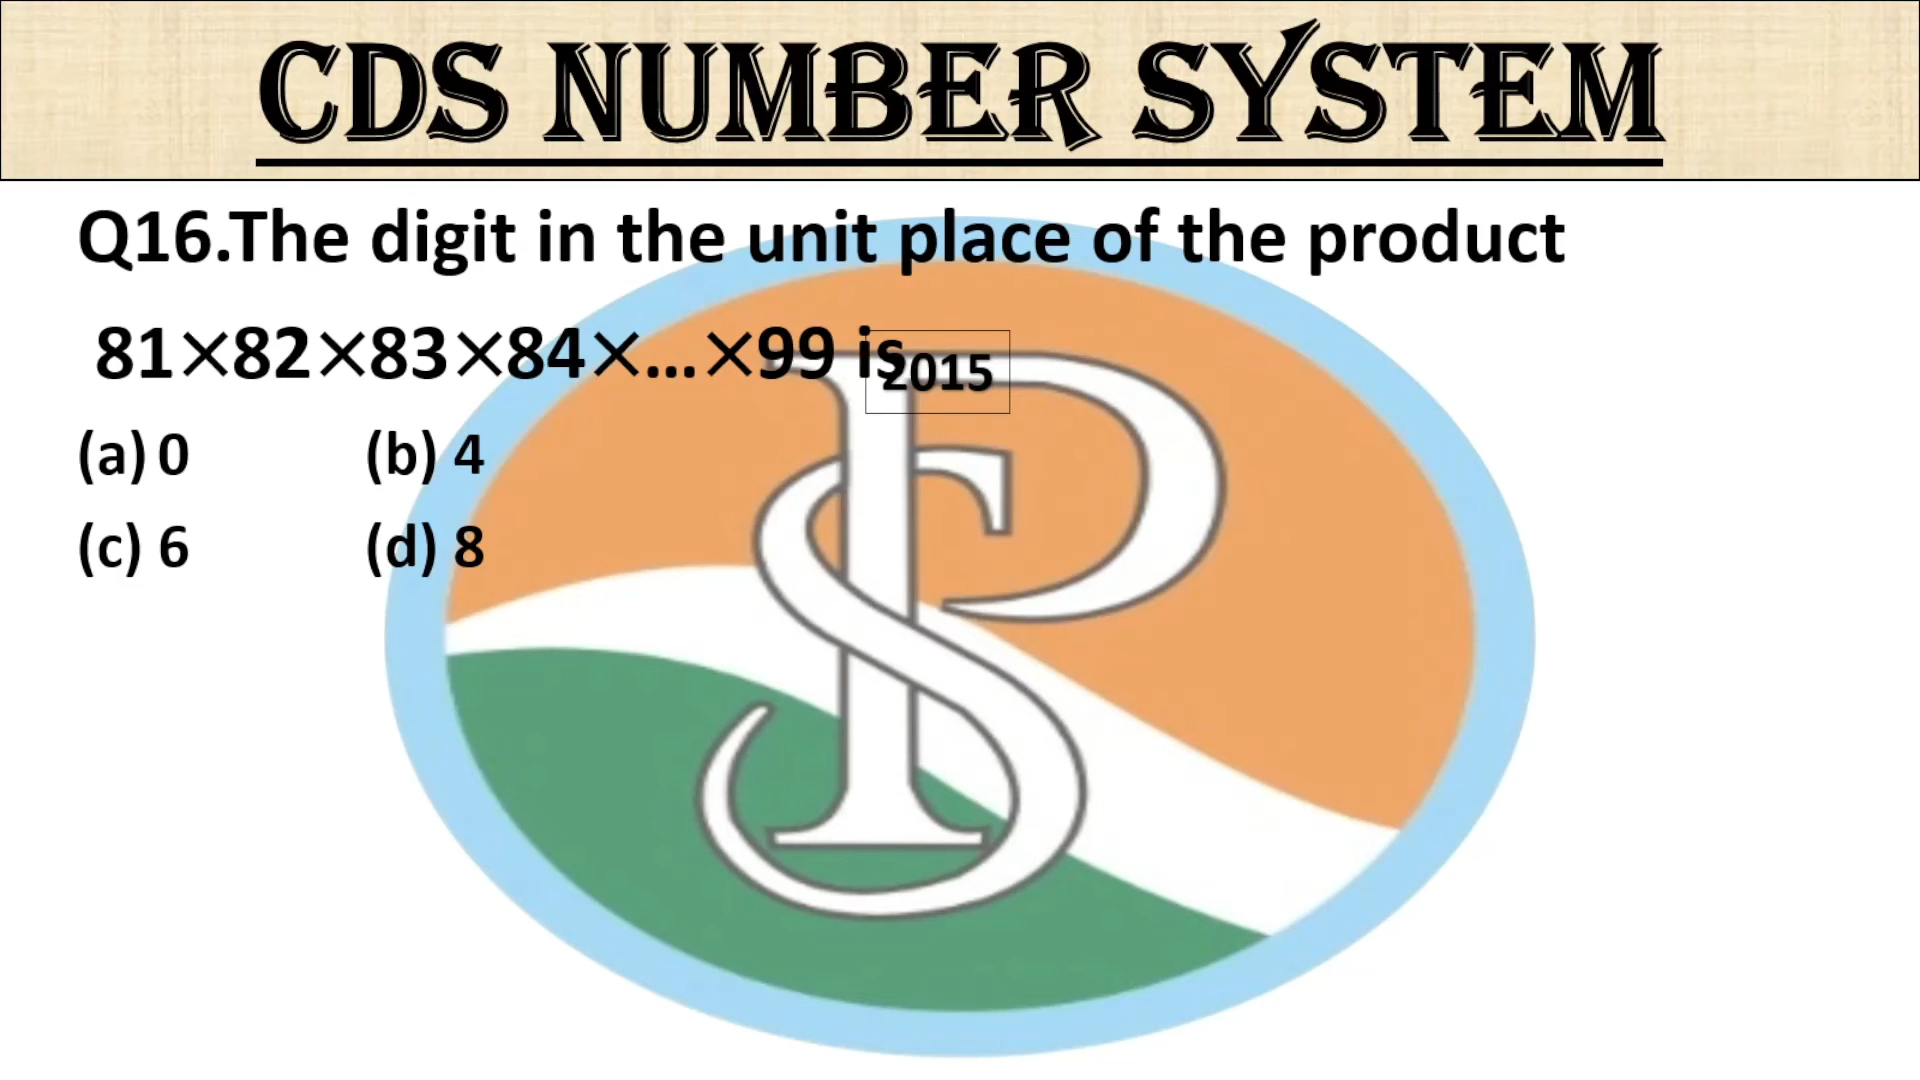 CDS NUMBER SYSTEM
Q16.The digit in the unit place of the product
81×82×83×84×...×99 is
2015
(a) 0 (b) 4
(c) 6 (d) 8